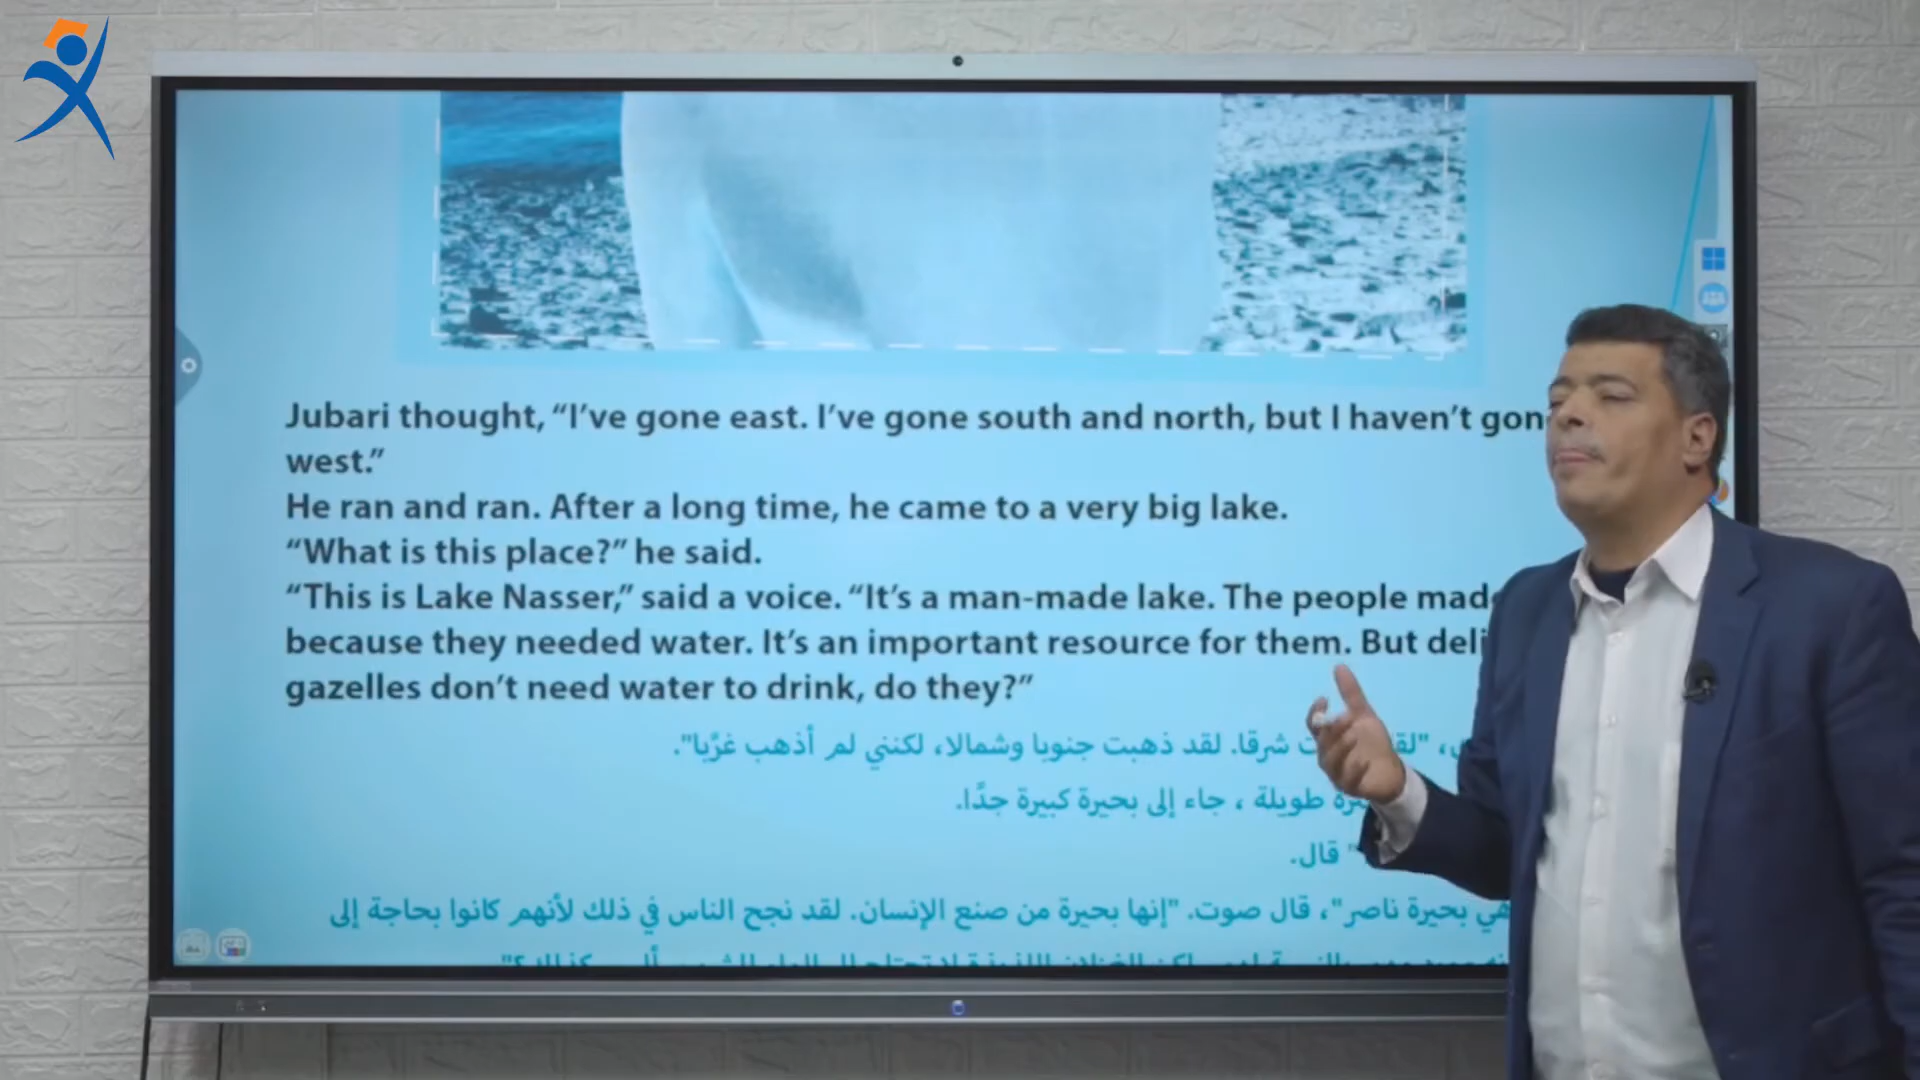 Jubari thought, “I’ve gone east. I’ve gone south and north, but I haven’t
west.”
He ran and ran. After a long time, he came to a very big lake.
“What is this place?” he said.
“This is Lake Nasser,” said a voice. “It’s a man-made lake. The people
because they needed water. It’s an important resource for them. But
gazelles don’t need water to drink, do they?”
شرقا. لقد ذهبت جنوبا وشمالا، لكنني لم أذهب غربًا".
طويلة ، جاء إلى بحيرة كبيرة جدًا.
" قال.
هي بحيرة ناصر"، قال صوت. "إنها بحيرة من صنع الإنسان. لقد نجح الناس في ذلك لأنهم كانوا بحاجة إلى